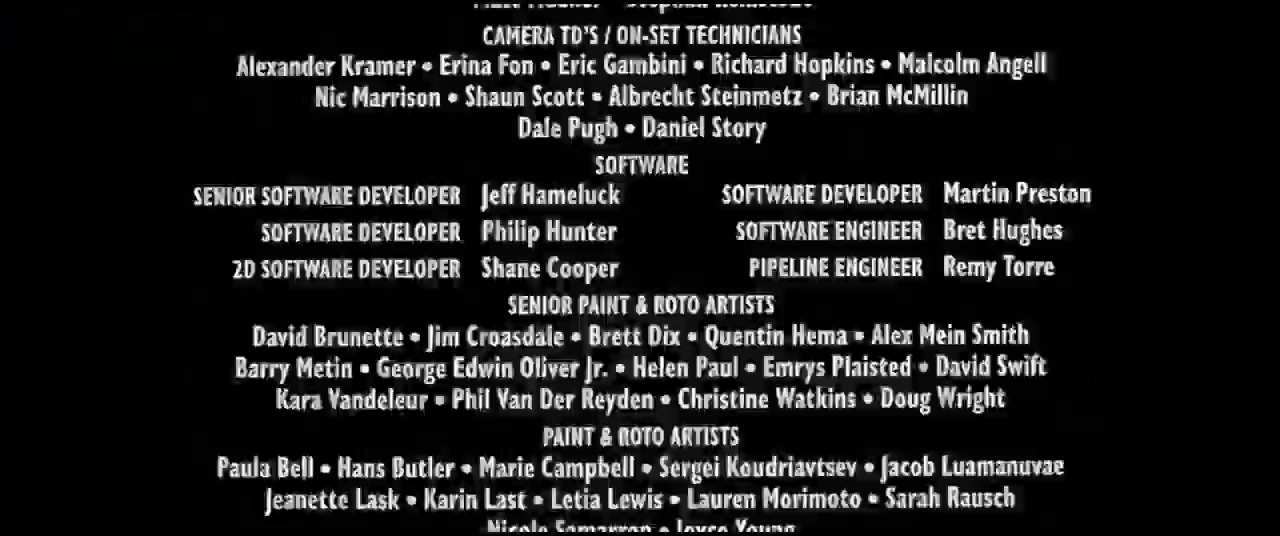 CAMERA TD'S / ON-SET TECHNICIANS
Alexander Kramer • Erina Fon • Eric Gambini • Richard Hopkins • Malcolm Angell
Nic Marrison • Shaun Scott • Albrecht Steinmetz • Brian McMillin
Dale Pugh • Daniel Story
SOFTWARE
SENIOR SOFTWARE DEVELOPER Jeff Hameluck SOFTWARE DEVELOPER Martin Preston
SOFTWARE DEVELOPER Philip Hunter SOFTWARE ENGINEER Bret Hughes
2D SOFTWARE DEVELOPER Shane Cooper PIPELINE ENGINEER Remy Torre
SENIOR PAINT & ROTO ARTISTS
David Brunette • Jim Croasdale • Brett Dix • Quentin Hema • Alex Mein Smith
Barry Metin • George Edwin Oliver Jr. • Helen Paul • Emrys Plaisted • David Swift
Kara Vandeleur • Phil Van Der Reyden • Christine Watkins • Doug Wright
PAINT & ROTO ARTISTS
Paula Bell • Hans Butler • Marie Campbell • Sergei Koudriavtsev • Jacob Luamanuvae
Jeanette Lask • Karin Last • Letia Lewis • Lauren Morimoto • Sarah Rausch
Joyce Young